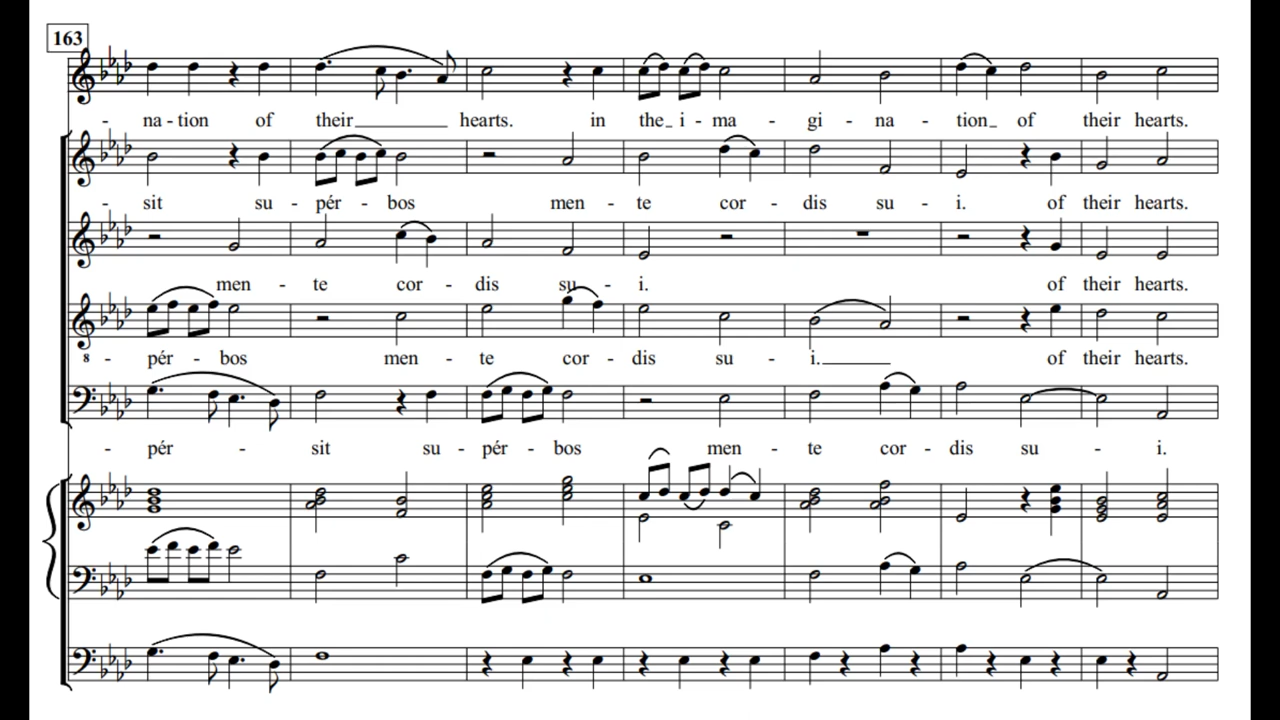 163
- na - tion of their hearts. in the i - ma - gi - na - tion of their hearts.
- sit su - pér - bos men - te cor - dis su - i. of their hearts.
men - te cor - dis su - i. of their hearts.
8 - pér - bos men - te cor - dis su - i. of their hearts.
- pér - sit su - pér - bos men - te cor - dis su - i.